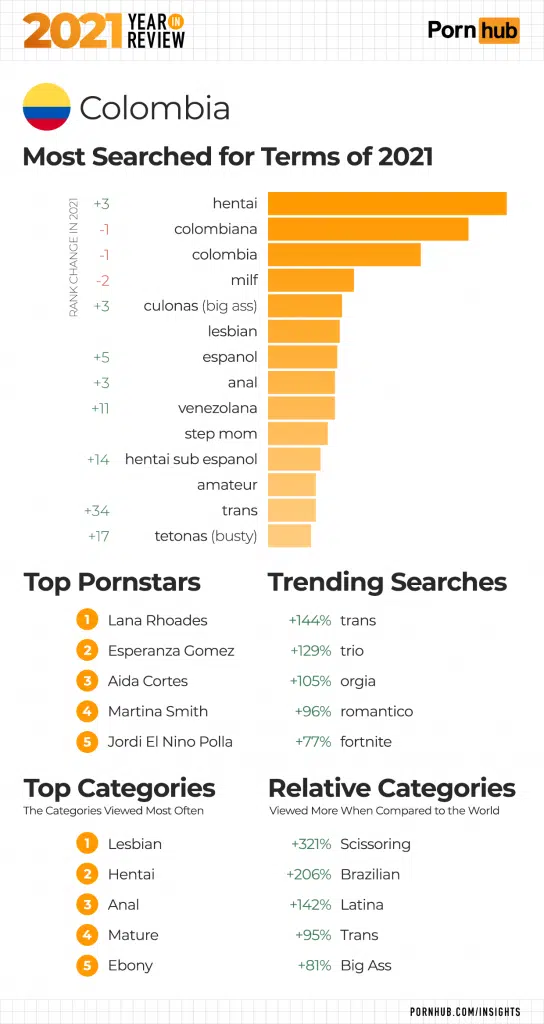 2021 YEAR IN REVIEW
Pornhub
Colombia
Most Searched for Terms of 2021
RANK CHANGE IN 2021
+3 hentai
-1 colombiana
-1 colombia
-2 milf
+3 culonas (big ass)
lesbian
+5 espanol
+3 anal
+11 venezolana
step mom
+14 hentai sub espanol
amateur
+34 trans
+17 tetonas (busty)
Top Pornstars
1 Lana Rhoades
2 Esperanza Gomez
3 Aida Cortes
4 Martina Smith
5 Jordi El Nino Polla
Trending Searches
+144% trans
+129% trio
+105% orgia
+96% romantico
+77% fortnite
Top Categories
The Categories Viewed Most Often
1 Lesbian
2 Hentai
3 Anal
4 Mature
5 Ebony
Relative Categories
Viewed More When Compared to the World
+321% Scissoring
+206% Brazilian
+142% Latina
+95% Trans
+81% Big Ass
PORNHUB.COM/INSIGHTS